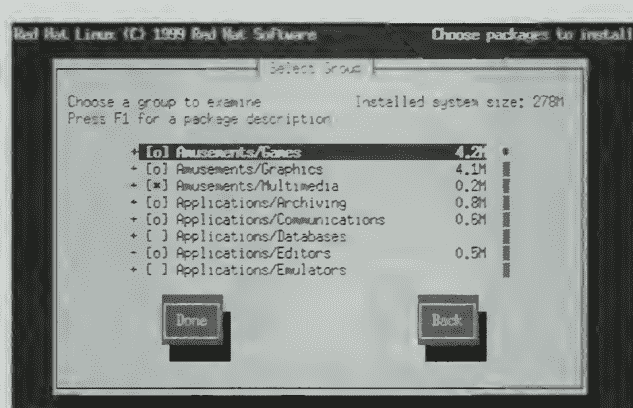 Red Hat Linux (C) 1999 Red Hat Software Choose packages to install
Select Group
Choose a group to examine Installed system size: 278M
Press F1 for a package description
+ [o] Amusements/Games 4.2M
+ [o] Amusements/Graphics 4.1M
+ [*] Amusements/Multimedia 0.2M
+ [o] Applications/Archiving 0.8M
+ [o] Applications/Communications 0.6M
+ [ ] Applications/Databases
+ [o] Applications/Editors 0.5M
+ [ ] Applications/Emulators
Done Back